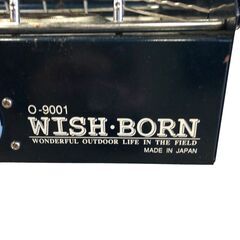 O-9001
WISH·BORN
WONDERFUL OUTDOOR LIFE IN THE FIELD
MADE IN JAPAN